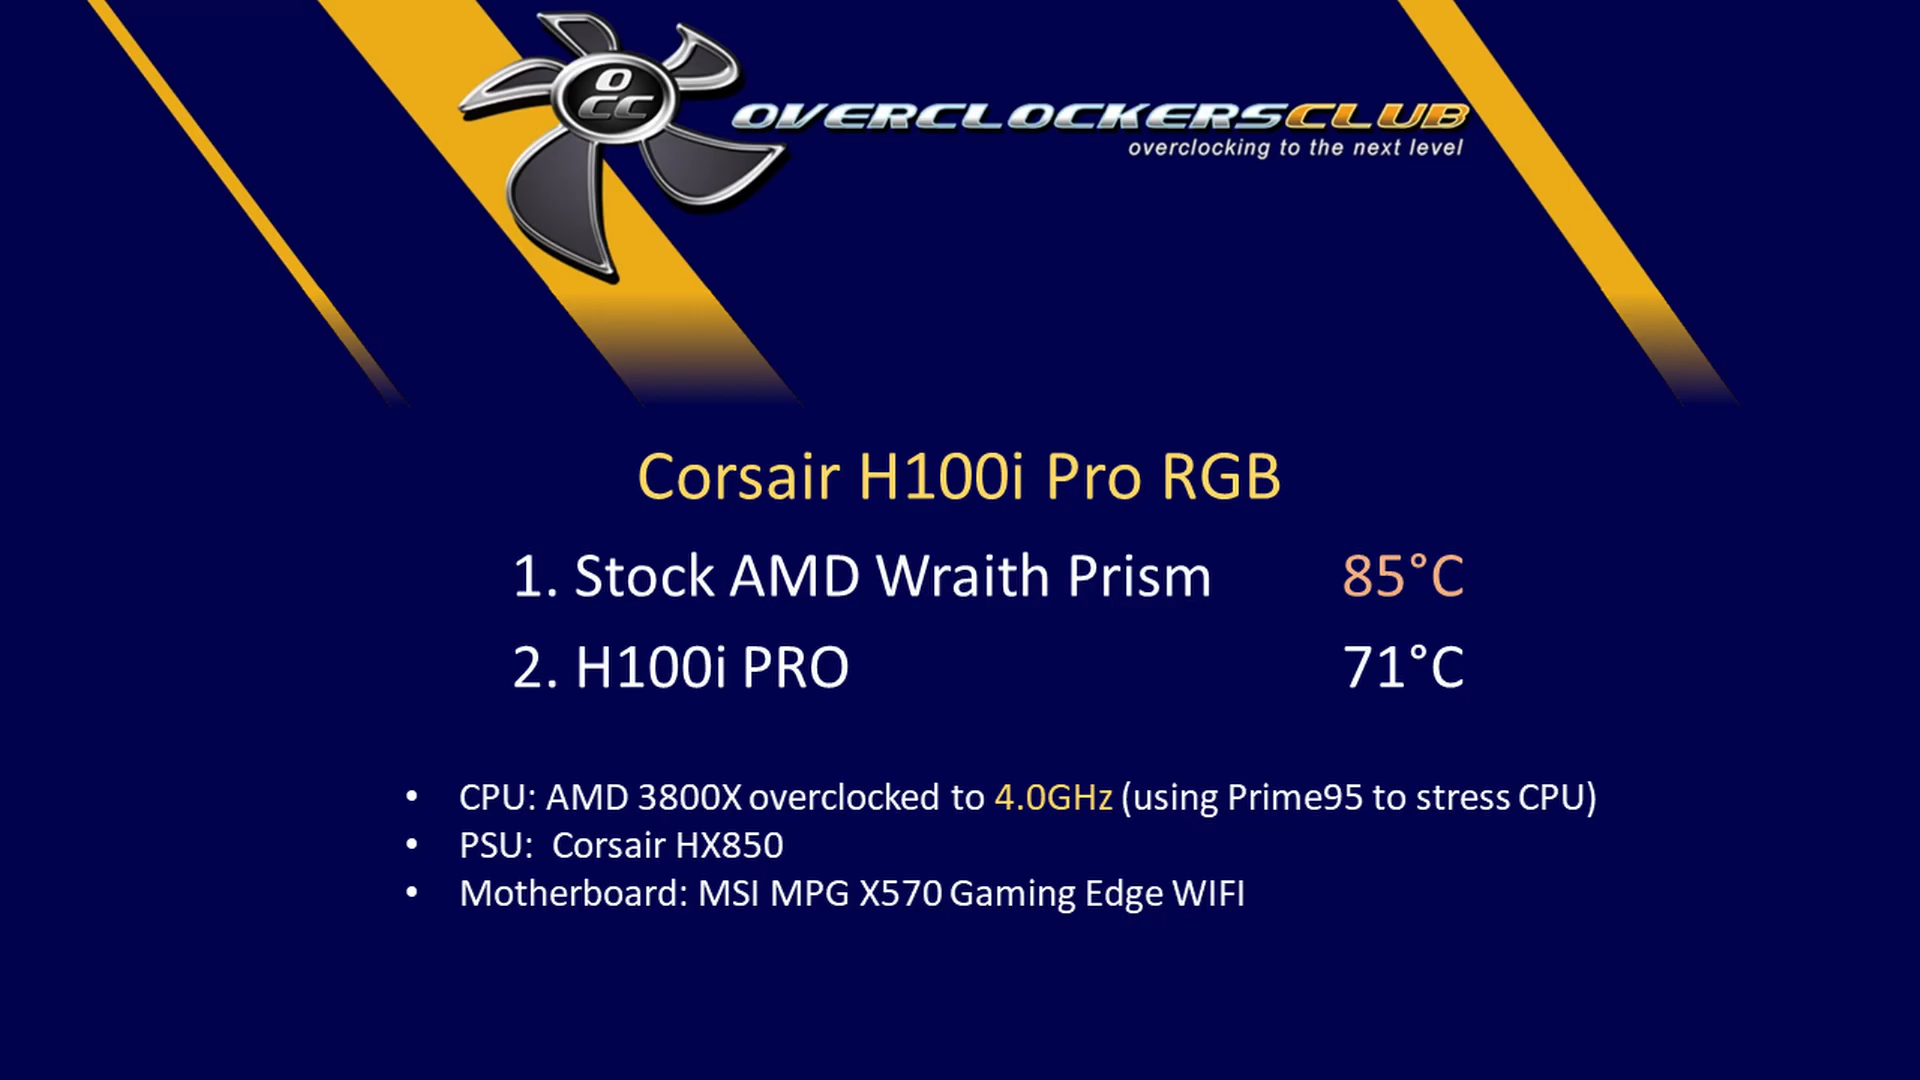 O
CC
OVERCLOCKERSCLUB
overclocking to the next level
Corsair H100i Pro RGB
1. Stock AMD Wraith Prism 85°C
2. H100i PRO 71°C
• CPU: AMD 3800X overclocked to 4.0GHz (using Prime95 to stress CPU)
• PSU: Corsair HX850
• Motherboard: MSI MPG X570 Gaming Edge WIFI